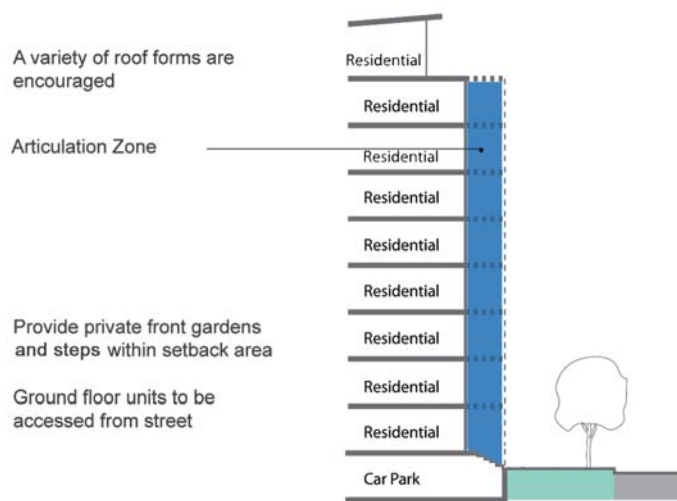 A variety of roof forms are
encouraged
Residential
Residential
Articulation Zone
Residential
Residential
Residential
Residential
Provide private front gardens
and steps within setback area
Residential
Ground floor units to be
accessed from street
Residential
Residential
Car Park